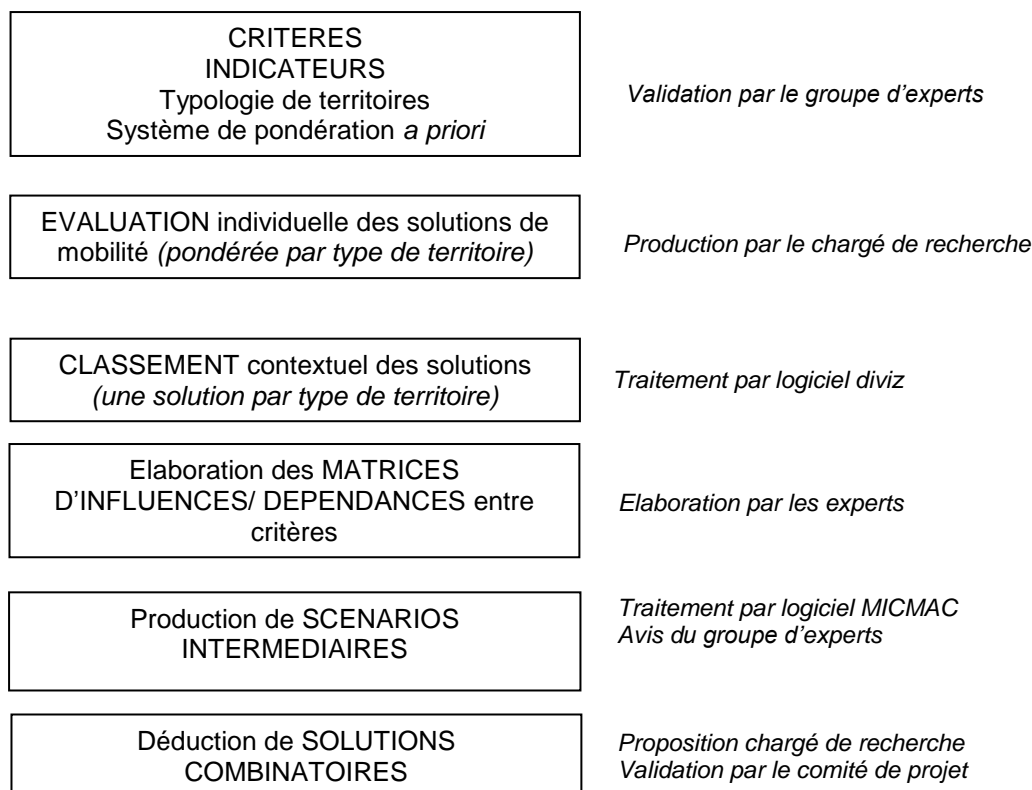 CRITERES
INDICATEURS
Typologie de territoires
Système de pondération a priori
Validation par le groupe d'experts
EVALUATION individuelle des solutions de
mobilité (pondérée par type de territoire)
Production par le chargé de recherche
CLASSEMENT contextuel des solutions
(une solution par type de territoire)
Traitement par logiciel diviz
Elaboration des MATRICES
D'INFLUENCES/ DEPENDANCES entre
critères
Elaboration par les experts
Production de SCENARIOS
INTERMEDIAIRES
Traitement par logiciel MICMAC
Avis du groupe d'experts
Déduction de SOLUTIONS
COMBINATOIRES
Proposition chargé de recherche
Validation par le comité de projet